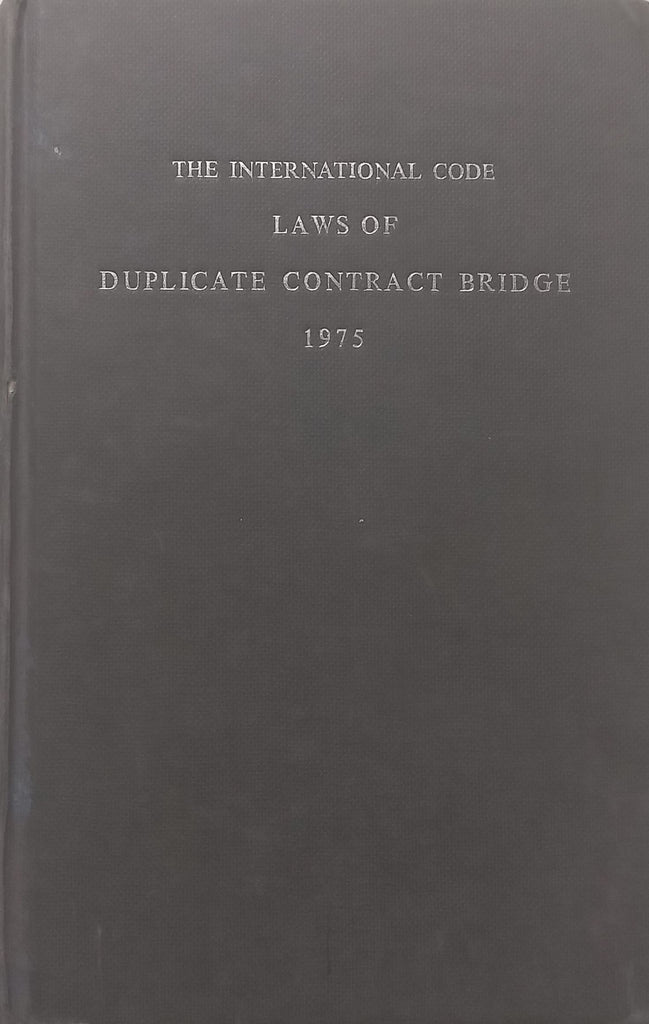 THE INTERNATIONAL CODE
LAWS OF
DUPLICATE CONTRACT BRIDGE
1975